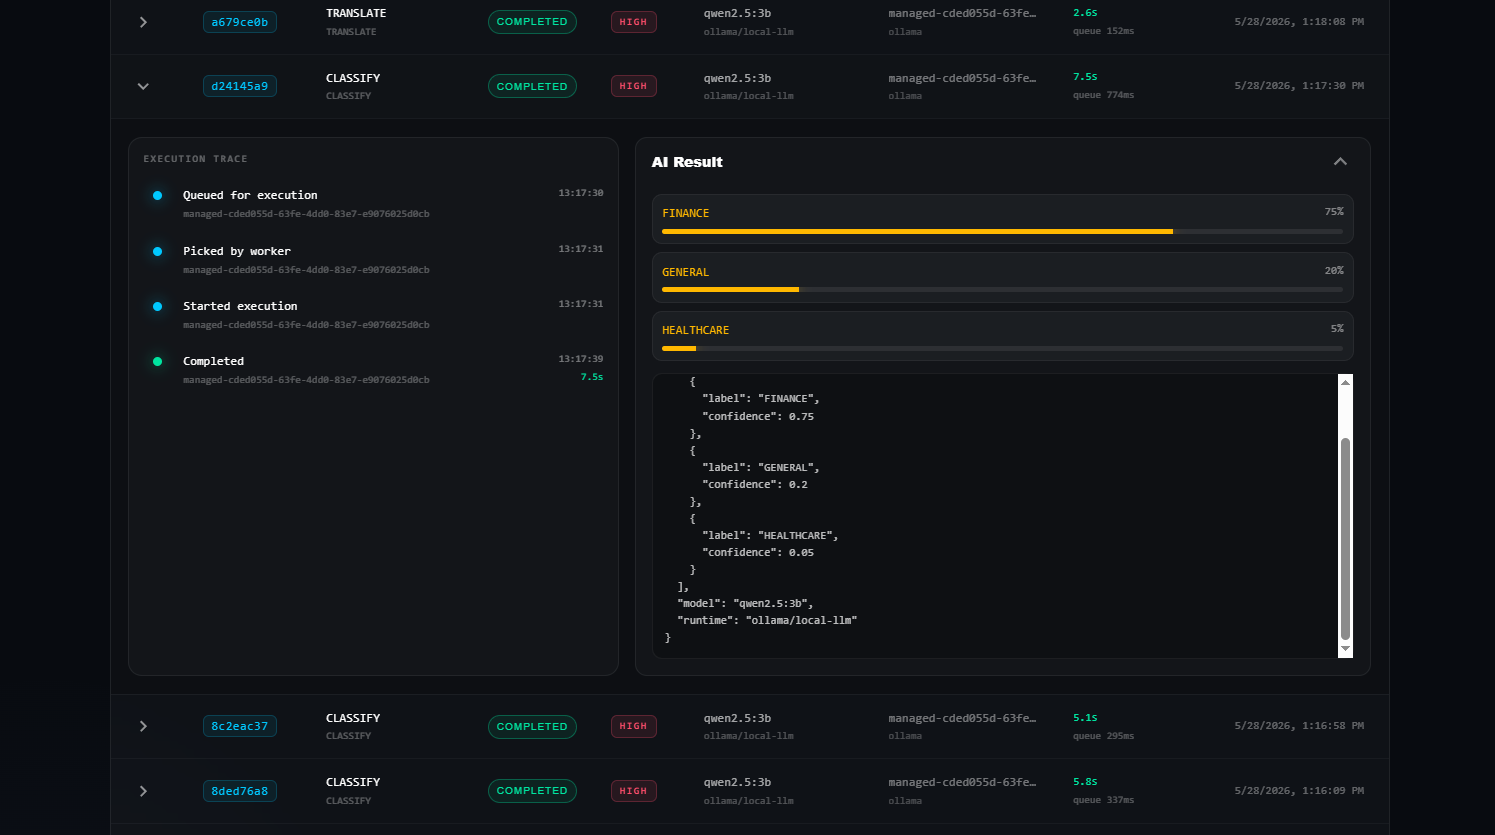 a679ce0b TRANSLATE COMPLETED HIGH qwen2.5:3b managed-cded055d-63fe… 2.6s 5/28/2026, 1:18:08 PM
TRANSLATE ollama/local-llm ollama queue 152ms
d24145a9 CLASSIFY COMPLETED HIGH qwen2.5:3b managed-cded055d-63fe… 7.5s 5/28/2026, 1:17:30 PM
CLASSIFY ollama/local-llm ollama queue 774ms
EXECUTION TRACE
Queued for execution 13:17:30
managed-cded055d-63fe-4dd0-83e7-e9076025d0cb
Picked by worker 13:17:31
managed-cded055d-63fe-4dd0-83e7-e9076025d0cb
Started execution 13:17:31
managed-cded055d-63fe-4dd0-83e7-e9076025d0cb
Completed 13:17:39
managed-cded055d-63fe-4dd0-83e7-e9076025d0cb 7.5s
AI Result
FINANCE 75%
GENERAL 20%
HEALTHCARE 5%
{
"label": "FINANCE",
"confidence": 0.75
},
{
"label": "GENERAL",
"confidence": 0.2
},
{
"label": "HEALTHCARE",
"confidence": 0.05
}
],
"model": "qwen2.5:3b",
"runtime": "ollama/local-llm"
}
8c2eac37 CLASSIFY COMPLETED HIGH qwen2.5:3b managed-cded055d-63fe… 5.1s 5/28/2026, 1:16:58 PM
CLASSIFY ollama/local-llm ollama queue 295ms
8ded76a8 CLASSIFY COMPLETED HIGH qwen2.5:3b managed-cded055d-63fe… 5.8s 5/28/2026, 1:16:09 PM
CLASSIFY ollama/local-llm ollama queue 337ms